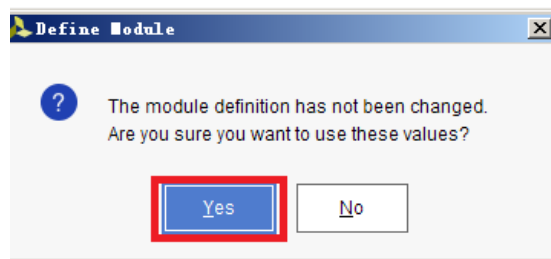 Define Module
X
?
The module definition has not been changed.
Are you sure you want to use these values?
Yes
No